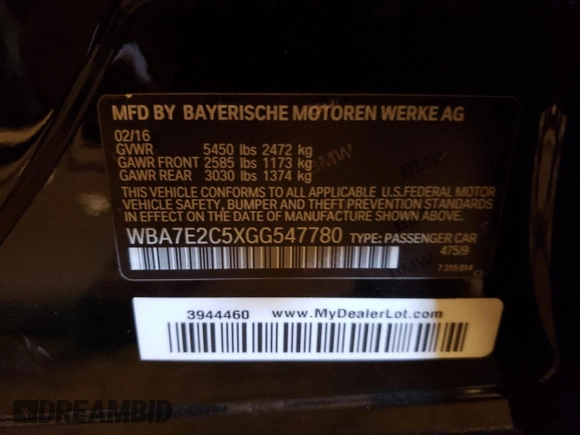 MFD BY BAYERISCHE MOTOREN WERKE AG
02/16
GVWR 5450 lbs 2472 kg
GAWR FRONT 2585 lbs 1173 kg
GAWR REAR 3030 lbs 1374 kg
THIS VEHICLE CONFORMS TO ALL APPLICABLE U.S.FEDERAL MOTOR
VEHICLE SAFETY, BUMPER AND THEFT PREVENTION STANDARDS
IN EFFECT ON THE DATE OF MANUFACTURE SHOWN ABOVE.
WBA7E2C5XGG547780 TYPE: PASSENGER CAR
475/9
7 315 814
3944460 www.MyDealerLot.com
DREAMBID